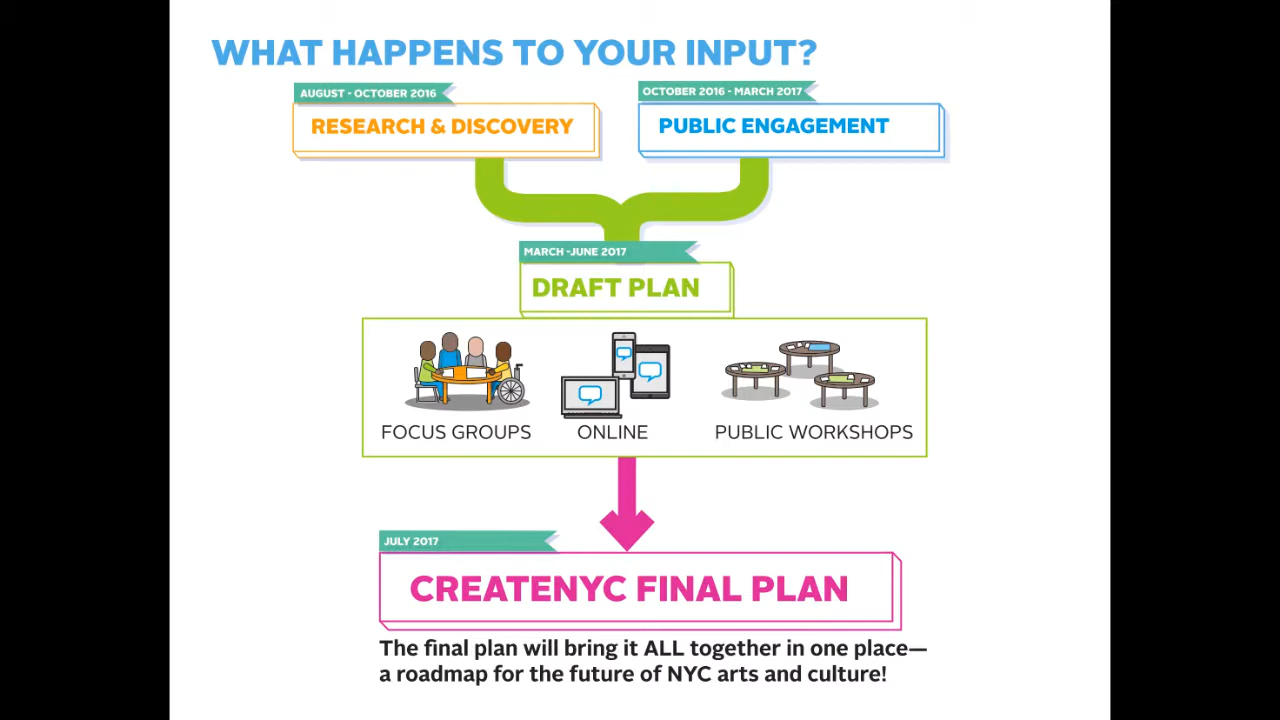 WHAT HAPPENS TO YOUR INPUT?
AUGUST - OCTOBER 2016
RESEARCH & DISCOVERY
OCTOBER 2016 - MARCH 2017
PUBLIC ENGAGEMENT
MARCH -JUNE 2017
DRAFT PLAN
FOCUS GROUPS
ONLINE
PUBLIC WORKSHOPS
JULY 2017
CREATENYC FINAL PLAN
The final plan will bring it ALL together in one place—
a roadmap for the future of NYC arts and culture!